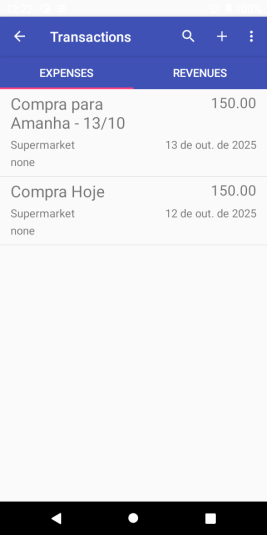 Transactions
EXPENSES
REVENUES
Compra para
Amanha - 13/10
150.00
Supermarket
13 de out. de 2025
none
Compra Hoje
150.00
Supermarket
12 de out. de 2025
none